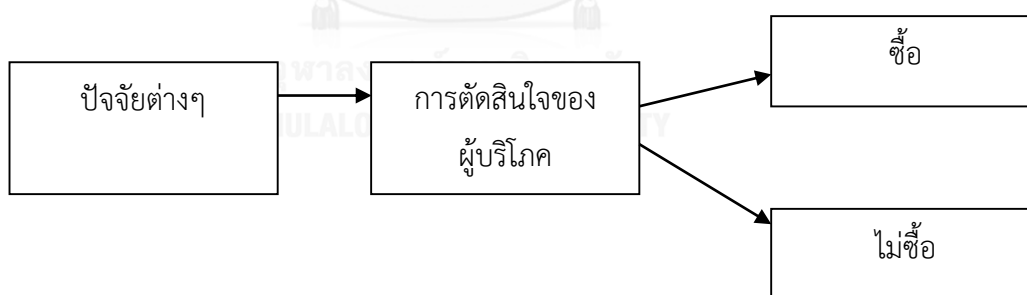 ปัจจัยต่างๆ
การตัดสินใจของ
ผู้บริโภค
ซื้อ
ไม่ซื้อ